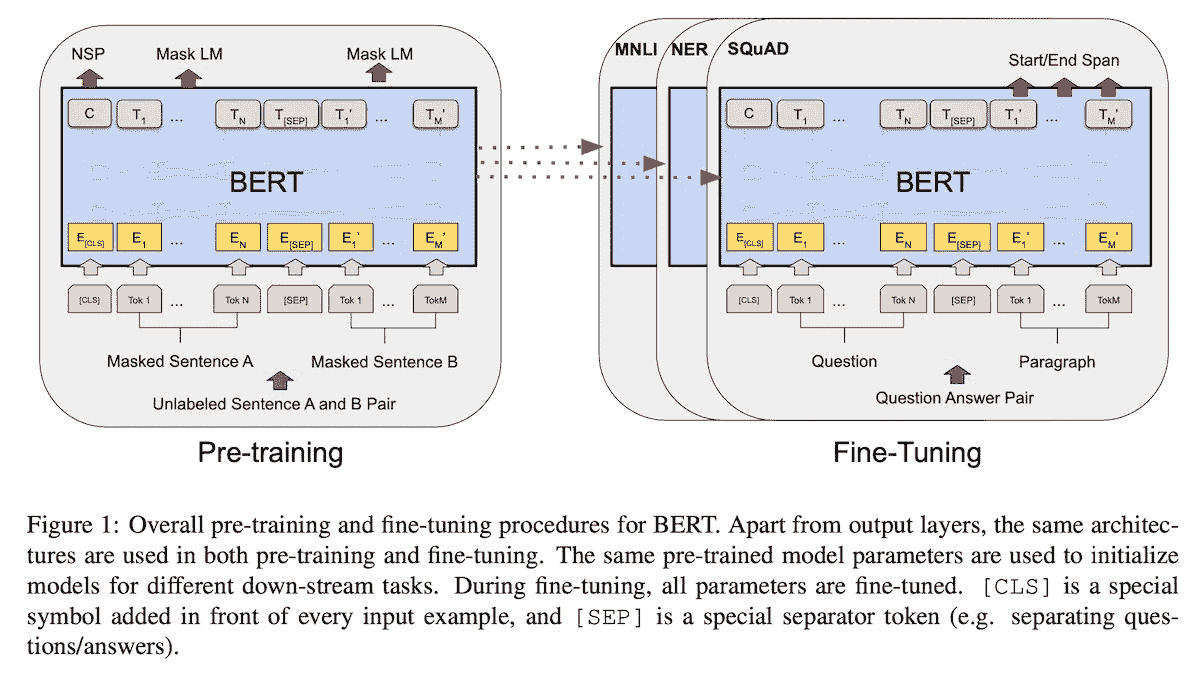 NSP Mask LM Mask LM
C T1 ... TN T[SEP] T1' ... TM'
BERT
E[CLS] E1 ... EN E[SEP] E1' ... EM'
[CLS] Tok 1 ... Tok N [SEP] Tok 1 ... TokM
Masked Sentence A Masked Sentence B
Unlabeled Sentence A and B Pair
Pre-training
MNLI NER SQuAD
Start/End Span
C T1 ... TN T[SEP] T1' ... TM'
BERT
E[CLS] E1 ... EN E[SEP] E1' ... EM'
[CLS] Tok 1 ... Tok N [SEP] Tok 1 ... TokM
Question Paragraph
Question Answer Pair
Fine-Tuning
Figure 1: Overall pre-training and fine-tuning procedures for BERT. Apart from output layers, the same architec-
tures are used in both pre-training and fine-tuning. The same pre-trained model parameters are used to initialize
models for different down-stream tasks. During fine-tuning, all parameters are fine-tuned. [CLS] is a special
symbol added in front of every input example, and [SEP] is a special separator token (e.g. separating ques-
tions/answers).